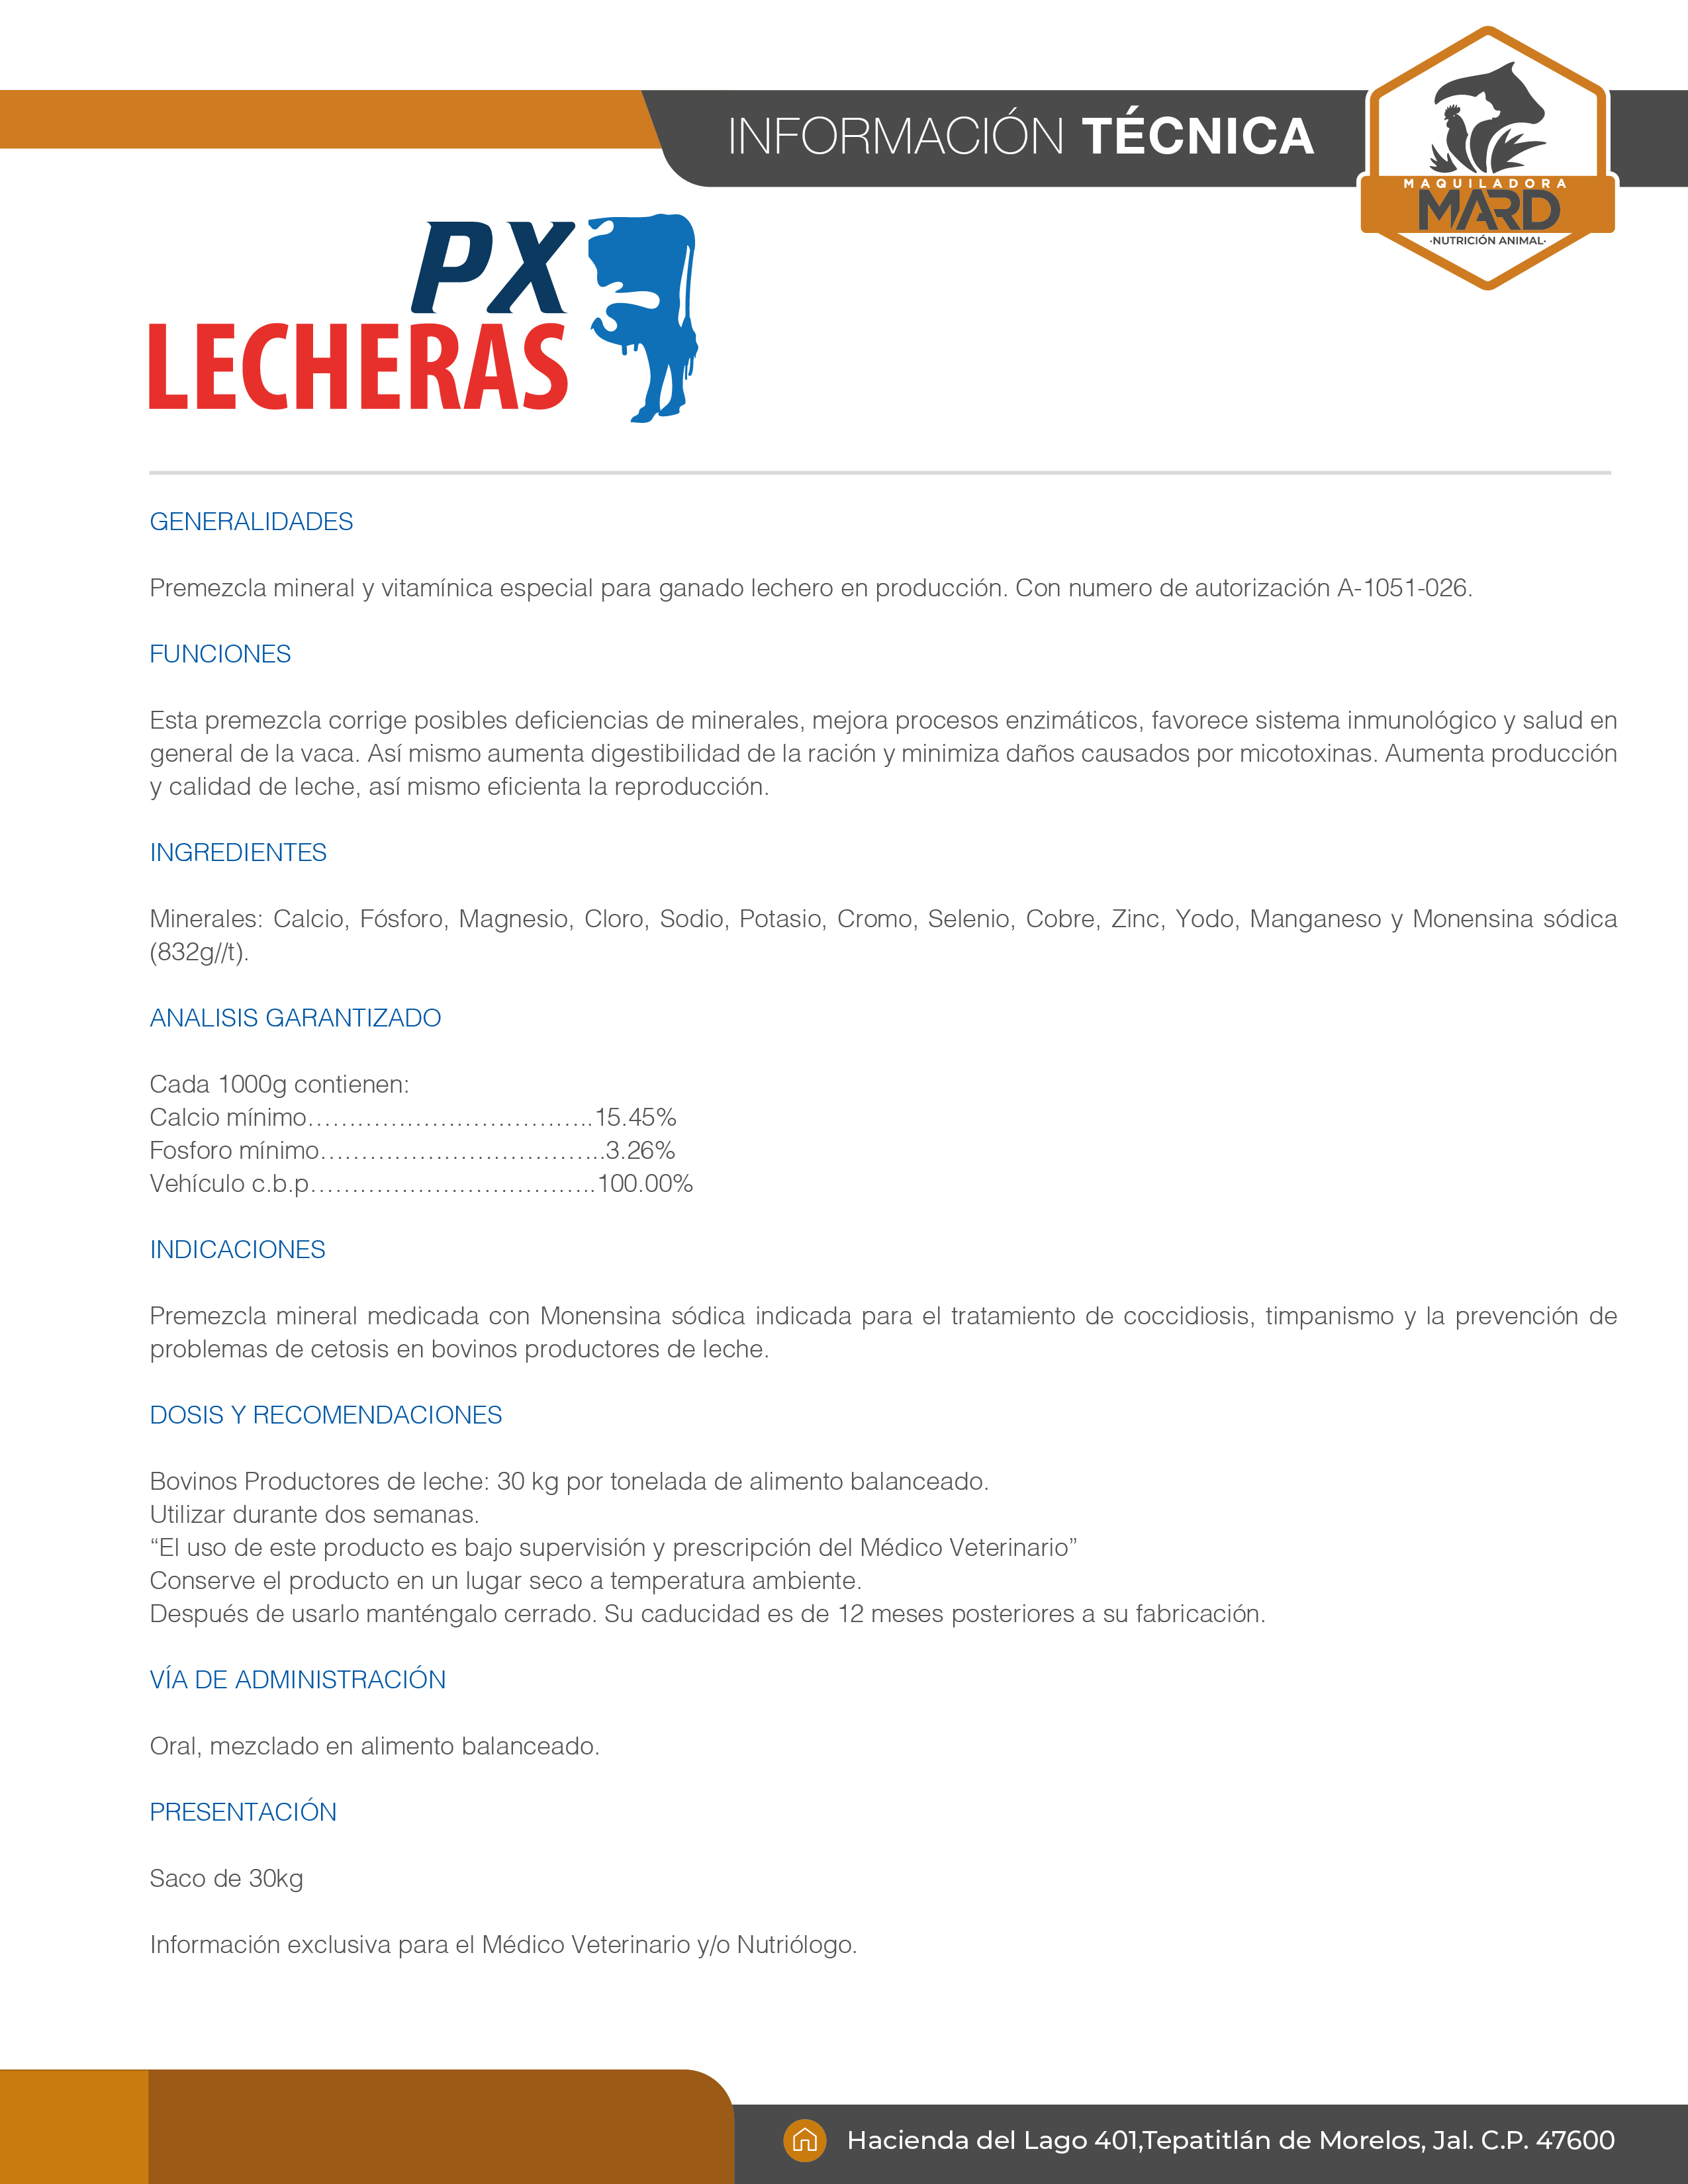 INFORMACIÓN TÉCNICA
MAQUILADORA
MARD
·NUTRICIÓN ANIMAL·
PX
LECHERAS
GENERALIDADES
Premezcla mineral y vitamínica especial para ganado lechero en producción. Con numero de autorización A-1051-026.
FUNCIONES
Esta premezcla corrige posibles deficiencias de minerales, mejora procesos enzimáticos, favorece sistema inmunológico y salud en
general de la vaca. Así mismo aumenta digestibilidad de la ración y minimiza daños causados por micotoxinas. Aumenta producción
y calidad de leche, así mismo eficienta la reproducción.
INGREDIENTES
Minerales: Calcio, Fósforo, Magnesio, Cloro, Sodio, Potasio, Cromo, Selenio, Cobre, Zinc, Yodo, Manganeso y Monensina sódica
(832g//t).
ANALISIS GARANTIZADO
Cada 1000g contienen:
Calcio mínimo……………………………..15.45%
Fosforo mínimo……………………………..3.26%
Vehículo c.b.p……………………………..100.00%
INDICACIONES
Premezcla mineral medicada con Monensina sódica indicada para el tratamiento de coccidiosis, timpanismo y la prevención de
problemas de cetosis en bovinos productores de leche.
DOSIS Y RECOMENDACIONES
Bovinos Productores de leche: 30 kg por tonelada de alimento balanceado.
Utilizar durante dos semanas.
“El uso de este producto es bajo supervisión y prescripción del Médico Veterinario”
Conserve el producto en un lugar seco a temperatura ambiente.
Después de usarlo manténgalo cerrado. Su caducidad es de 12 meses posteriores a su fabricación.
VÍA DE ADMINISTRACIÓN
Oral, mezclado en alimento balanceado.
PRESENTACIÓN
Saco de 30kg
Información exclusiva para el Médico Veterinario y/o Nutriólogo.
Hacienda del Lago 401,Tepatitlán de Morelos, Jal. C.P. 47600